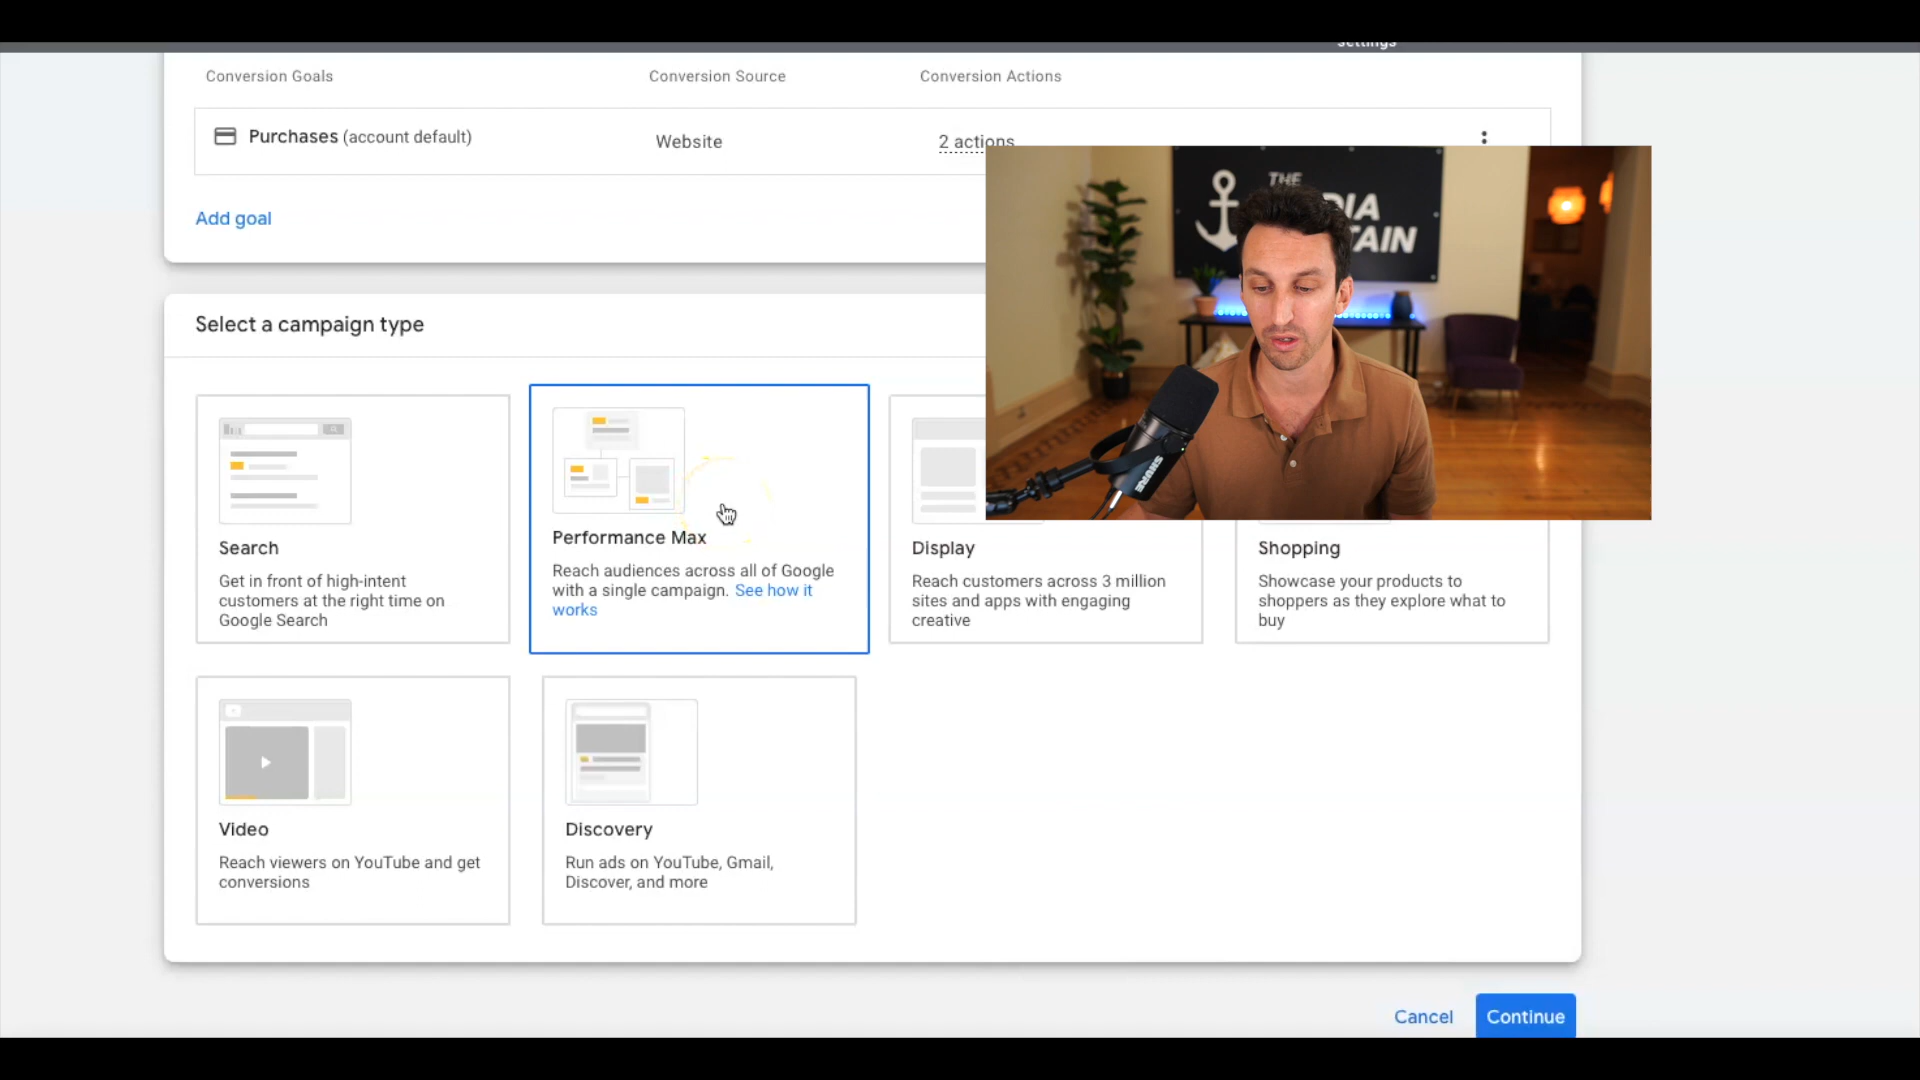 settings
Conversion Goals
Conversion Source
Conversion Actions
Purchases (account default)
Website
2 actions
Add goal
THE
TAIN
SHURE
Select a campaign type
Search
Get in front of high-intent
customers at the right time on
Google Search
Performance Max
Reach audiences across all of Google
with a single campaign. See how it
works
Display
Reach customers across 3 million
sites and apps with engaging
creative
Shopping
Showcase your products to
shoppers as they explore what to
buy
Video
Reach viewers on YouTube and get
conversions
Discovery
Run ads on YouTube, Gmail,
Discover, and more
Cancel
Continue